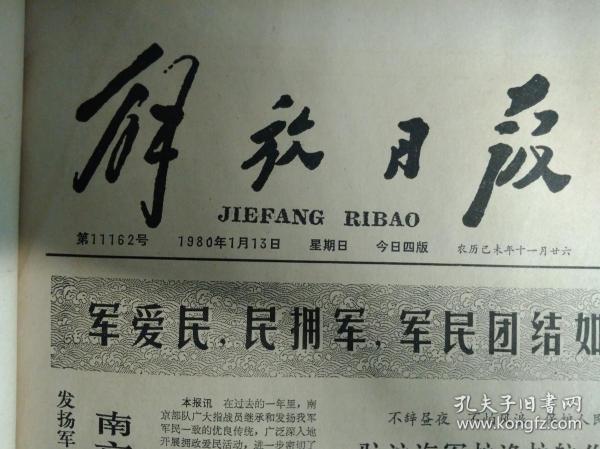 解放日报
JIEFANG RIBAO
第11162号 1980年1月13日 星期日 今日四版 农历己未年十一月廿六
军爱民,民拥军,军民团结如
发扬军
南京
本报讯 在过去的一年里,南
京部队广大指战员继承和发扬我军
军民一致的优良传统,广泛深入地
开展拥政爱民活动,进一步密切了
不辞昼夜
孔夫子旧书网